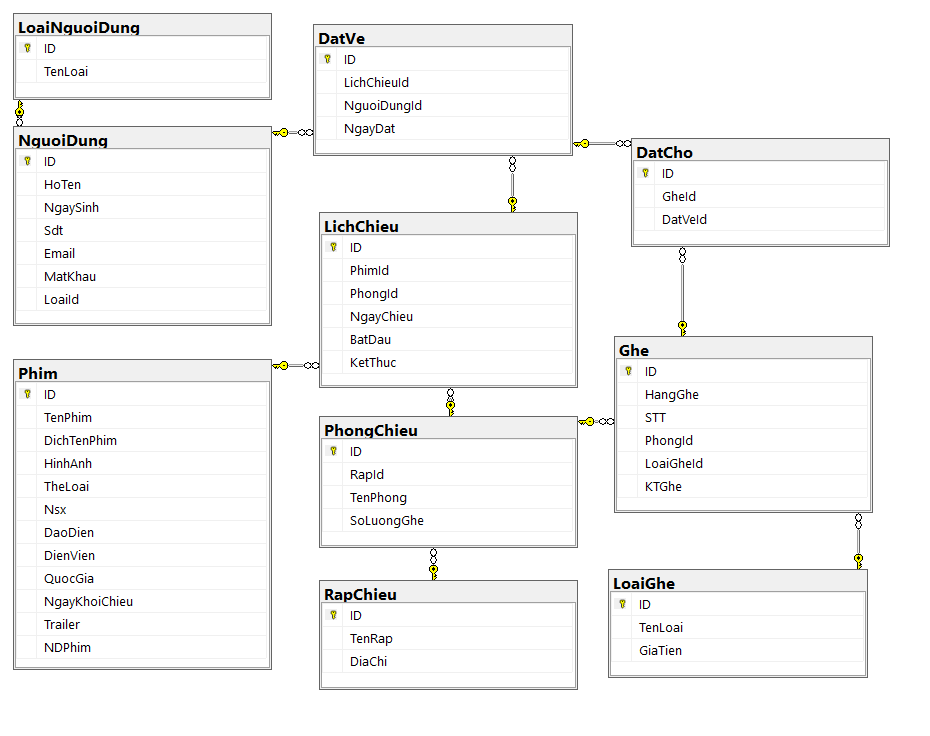 LoaiNguoiDung
ID
TenLoai
DatVe
ID
LichChieuId
NguoiDungId
NgayDat
NguoiDung
ID
HoTen
NgaySinh
Sdt
Email
MatKhau
LoaiId
DatCho
ID
GheId
DatVeId
LichChieu
ID
PhimId
PhongId
NgayChieu
BatDau
KetThuc
Ghe
ID
HangGhe
STT
PhongId
LoaiGheId
KTGhe
Phim
ID
TenPhim
DichTenPhim
HinhAnh
TheLoai
Nsx
DaoDien
DienVien
QuocGia
NgayKhoiChieu
Trailer
NDPhim
PhongChieu
ID
RapId
TenPhong
SoLuongGhe
RapChieu
ID
TenRap
DiaChi
LoaiGhe
ID
TenLoai
GiaTien